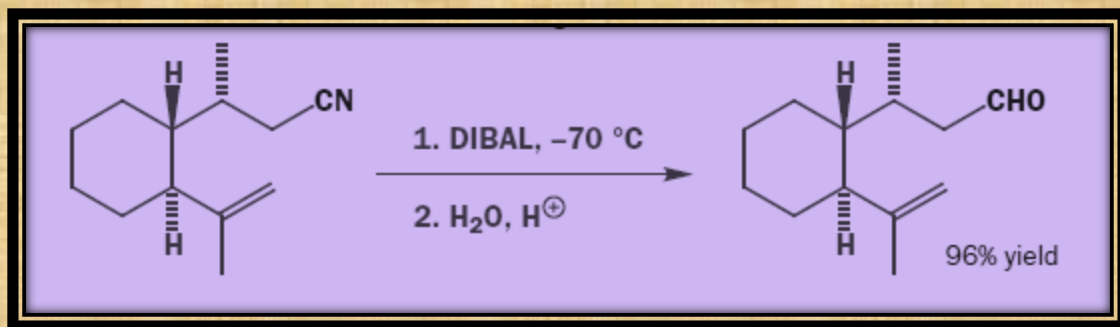 H
CN
H
1. DIBAL, –70 °C
2. H₂O, H⊕
H
CHO
H
96% yield